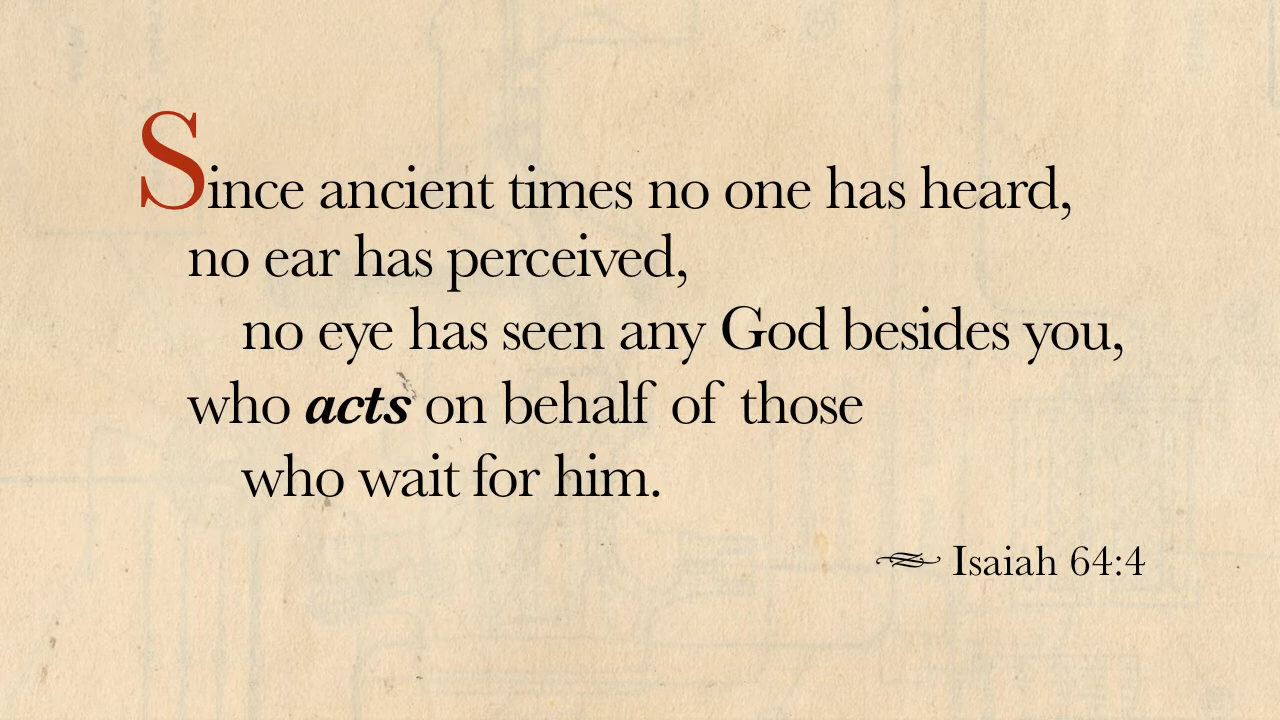 Since ancient times no one has heard,
no ear has perceived,
no eye has seen any God besides you,
who acts on behalf of those
who wait for him.
Isaiah 64:4